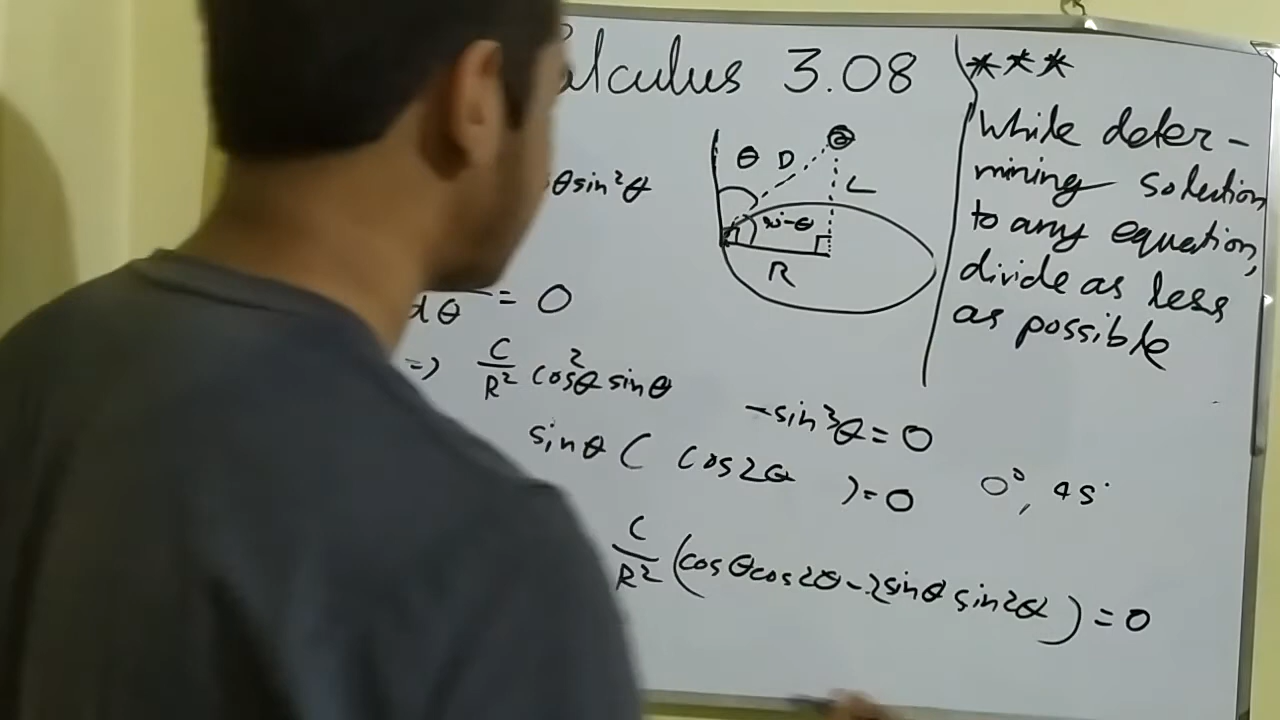 alculus 3.08
θsin²θ
θ D
L
π-θ
R
dθ = 0
=> C/R² cos²θ sinθ
-sin³θ = 0
sinθ ( cos2θ ) = 0 0°, 45°
C/R² (cosθcos2θ - 2sinθ sin2θ) = 0
***
While deter-
mining solution
to any equation,
divide as less
as possible